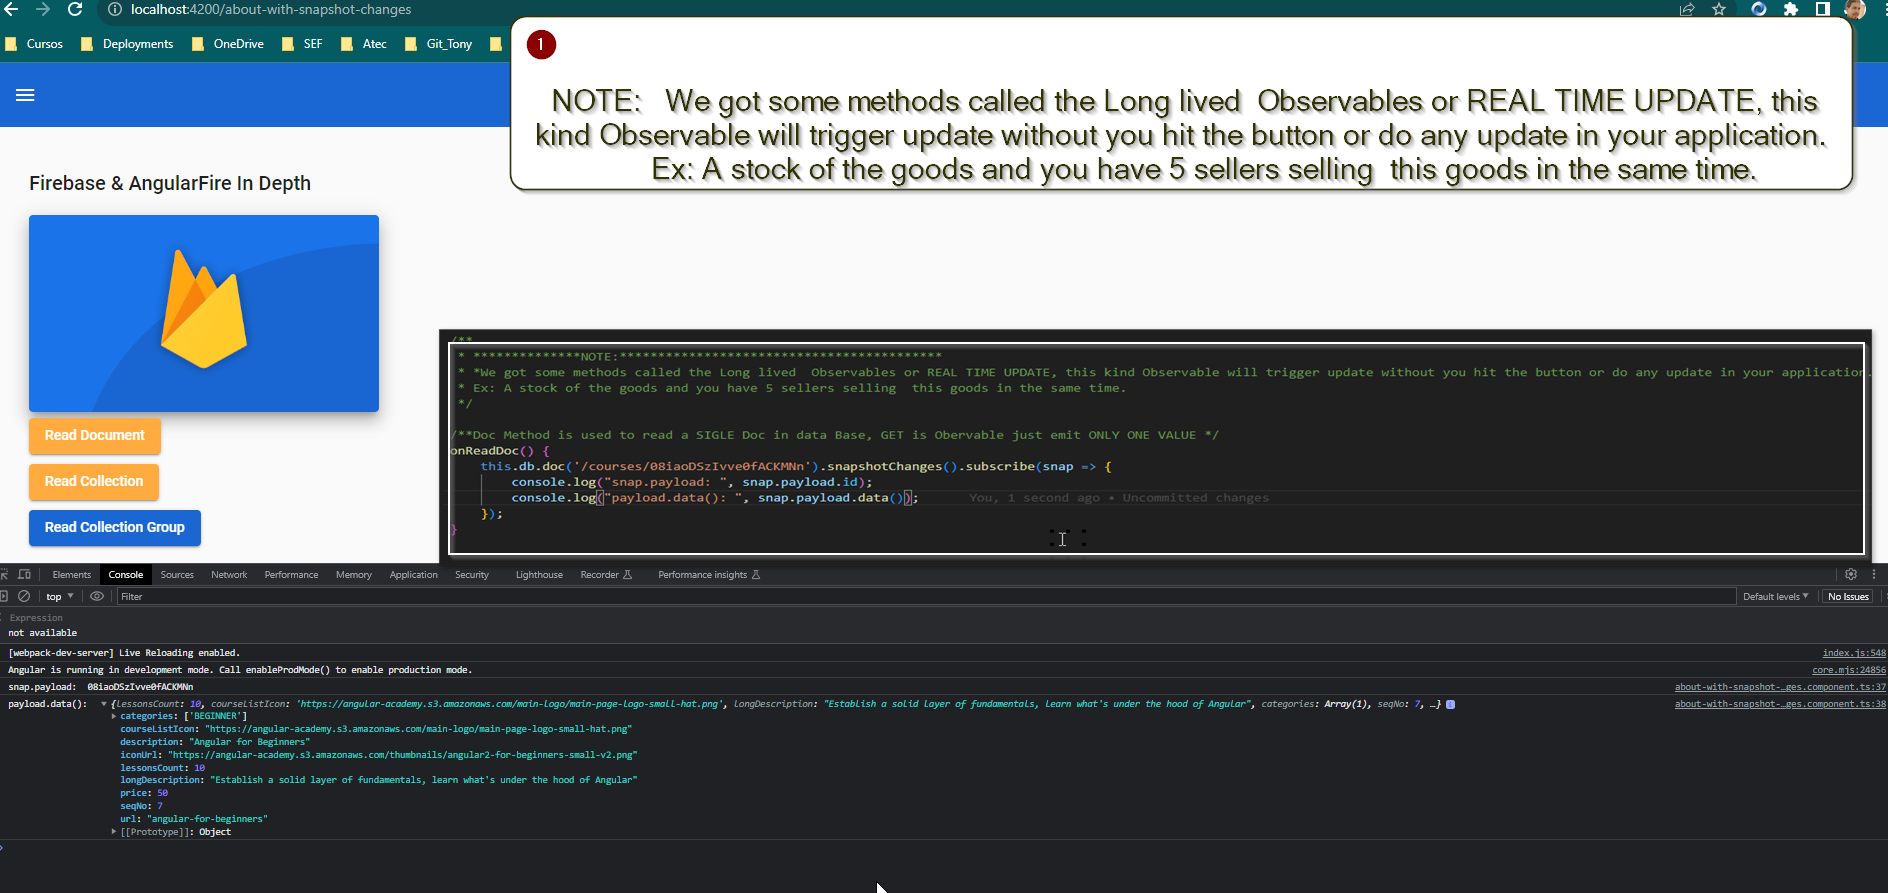 localhost:4200/about-with-snapshot-changes
Cursos Deployments OneDrive SEF Atec Git_Tony
1
NOTE: We got some methods called the Long lived Observables or REAL TIME UPDATE, this
kind Observable will trigger update without you hit the button or do any update in your application.
Ex: A stock of the goods and you have 5 sellers selling this goods in the same time.
Firebase & AngularFire In Depth
Read Document
Read Collection
Read Collection Group
/**
* **************NOTE:******************************************
* *We got some methods called the Long lived Observables or REAL TIME UPDATE, this kind Observable will trigger update without you hit the button or do any update in your application.
* Ex: A stock of the goods and you have 5 sellers selling this goods in the same time.
*/
/**Doc Method is used to read a SIGLE Doc in data Base, GET is Obervable just emit ONLY ONE VALUE */
onReadDoc() {
this.db.doc('/courses/08iaoDSzIvve0fACKMNn').snapshotChanges().subscribe(snap => {
console.log("snap.payload: ", snap.payload.id);
console.log("payload.data(): ", snap.payload.data()); You, 1 second ago • Uncommitted changes
});
}
Elements Console Sources Network Performance Memory Application Security Lighthouse Recorder Performance insights
top Filter Default levels No Issues
Expression
not available
[webpack-dev-server] Live Reloading enabled. index.js:548
Angular is running in development mode. Call enableProdMode() to enable production mode. core.mjs:24856
snap.payload: 08iaoDSzIvve0fACKMNn about-with-snapshot-…ges.component.ts:37
payload.data(): {lessonsCount: 10, courseListIcon: 'https://angular-academy.s3.amazonaws.com/main-logo/main-page-logo-small-hat.png', longDescription: "Establish a solid layer of fundamentals, learn what's under the hood of Angular", categories: Array(1), seqNo: 7, …} about-with-snapshot-…ges.component.ts:38
categories: ['BEGINNER']
courseListIcon: "https://angular-academy.s3.amazonaws.com/main-logo/main-page-logo-small-hat.png"
description: "Angular for Beginners"
iconUrl: "https://angular-academy.s3.amazonaws.com/thumbnails/angular2-for-beginners-small-v2.png"
lessonsCount: 10
longDescription: "Establish a solid layer of fundamentals, learn what's under the hood of Angular"
price: 50
seqNo: 7
url: "angular-for-beginners"
[[Prototype]]: Object